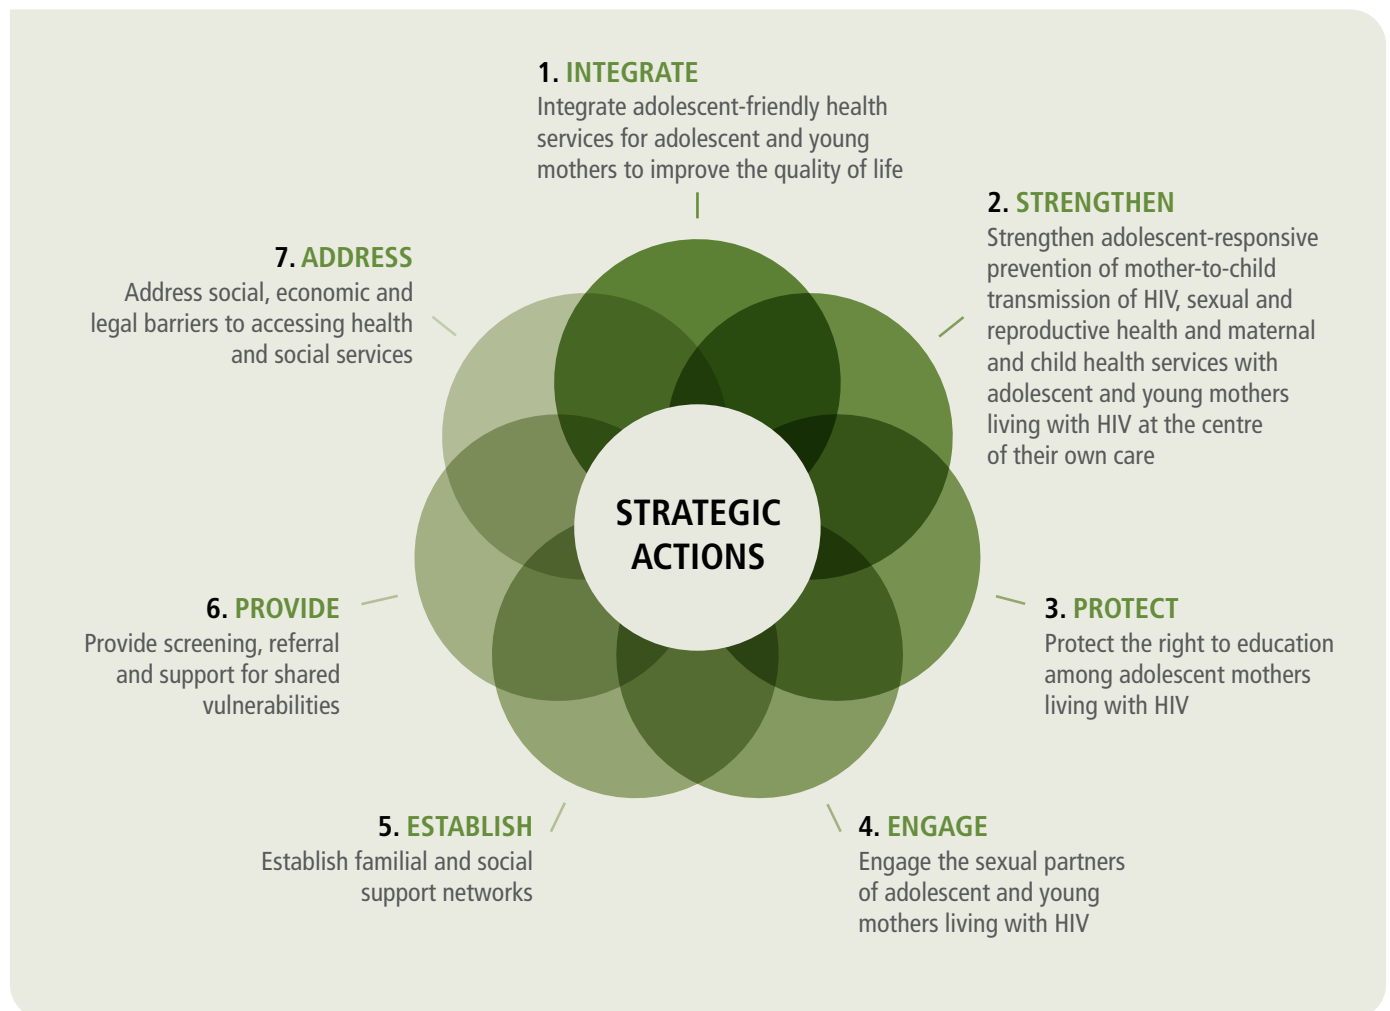 1. INTEGRATE
Integrate adolescent-friendly health
services for adolescent and young
mothers to improve the quality of life
2. STRENGTHEN
Strengthen adolescent-responsive
prevention of mother-to-child
transmission of HIV, sexual and
reproductive health and maternal
and child health services with
adolescent and young mothers
living with HIV at the centre
of their own care
3. PROTECT
Protect the right to education
among adolescent mothers
living with HIV
4. ENGAGE
Engage the sexual partners
of adolescent and young
mothers living with HIV
5. ESTABLISH
Establish familial and social
support networks
6. PROVIDE
Provide screening, referral
and support for shared
vulnerabilities
7. ADDRESS
Address social, economic and
legal barriers to accessing health
and social services
STRATEGIC
ACTIONS